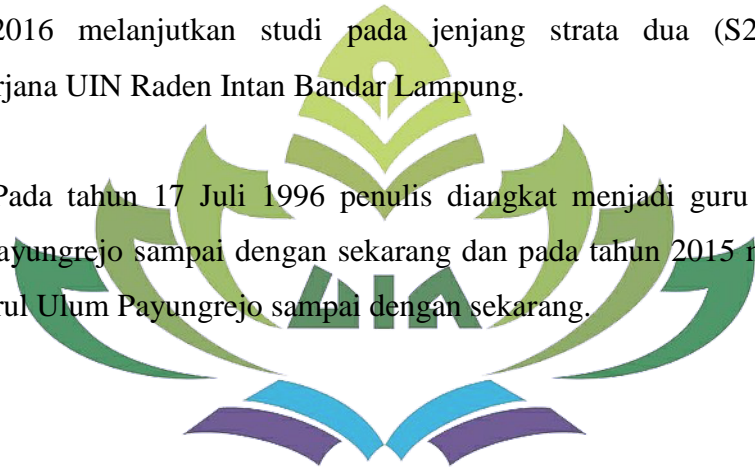 2016 melanjutkan studi pada jenjang strata dua (S2
rjana UIN Raden Intan Bandar Lampung.
Pada tahun 17 Juli 1996 penulis diangkat menjadi guru
ayungrejo sampai dengan sekarang dan pada tahun 2015
rul Ulum Payungrejo sampai dengan sekarang.
UIN